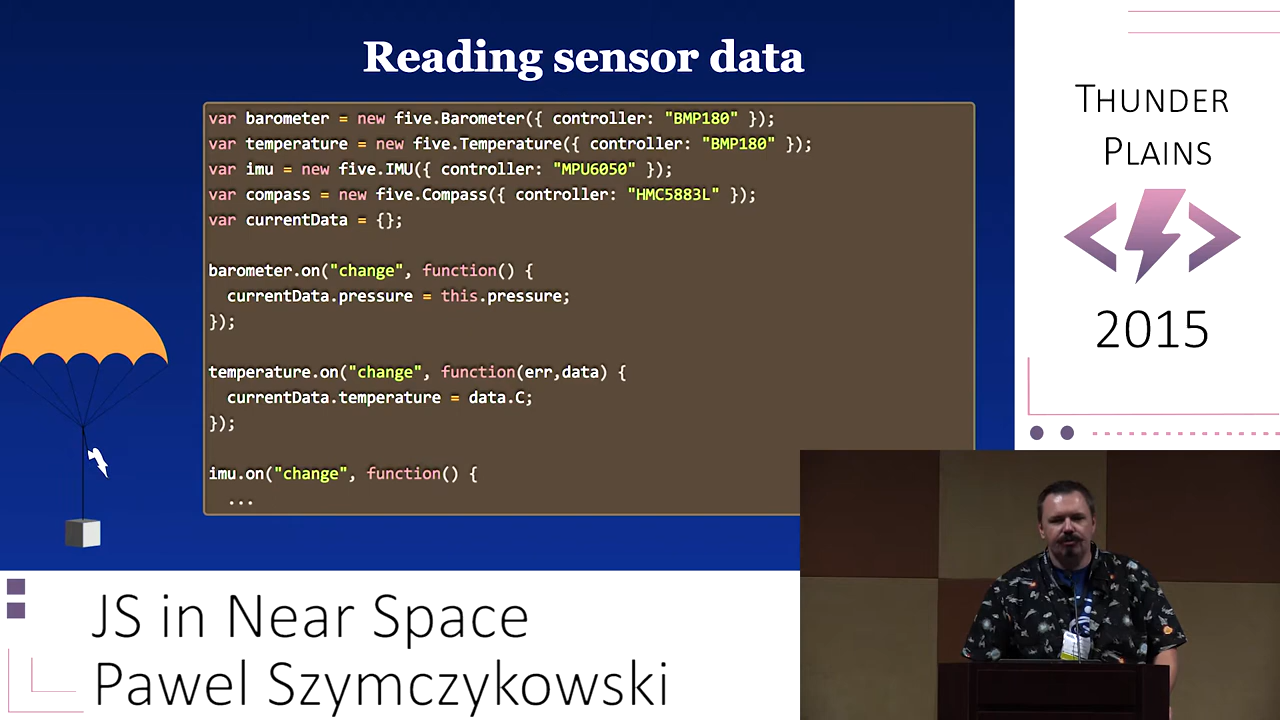 Reading sensor data
var barometer = new five.Barometer({ controller: "BMP180" });
var temperature = new five.Temperature({ controller: "BMP180" });
var imu = new five.IMU({ controller: "MPU6050" });
var compass = new five.Compass({ controller: "HMC5883L" });
var currentData = {};
barometer.on("change", function() {
  currentData.pressure = this.pressure;
});
temperature.on("change", function(err,data) {
  currentData.temperature = data.C;
});
imu.on("change", function() {
  ...
THUNDER
PLAINS
2015
JS in Near Space
Pawel Szymczykowski